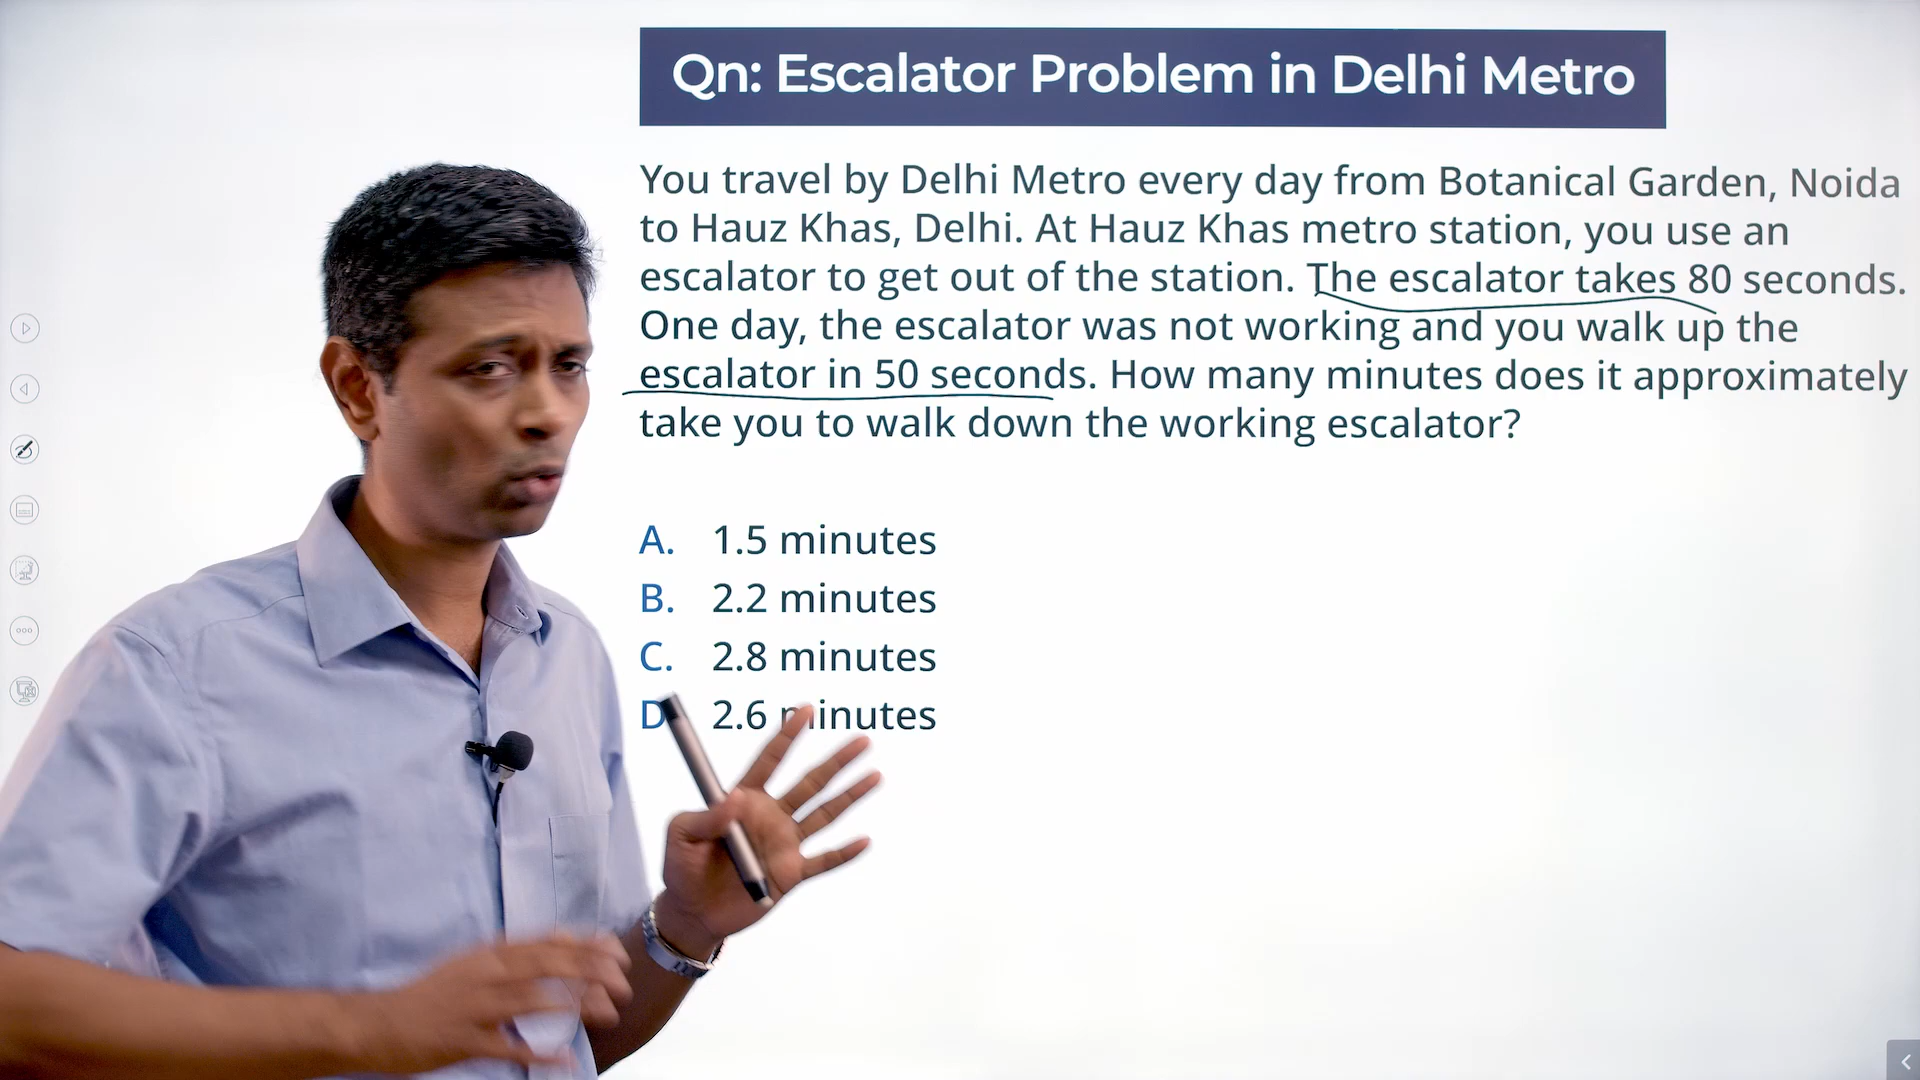 Qn: Escalator Problem in Delhi Metro
You travel by Delhi Metro every day from Botanical Garden, Noida
to Hauz Khas, Delhi. At Hauz Khas metro station, you use an
escalator to get out of the station. The escalator takes 80 seconds.
One day, the escalator was not working and you walk up the
escalator in 50 seconds. How many minutes does it approximately
take you to walk down the working escalator?
A. 1.5 minutes
B. 2.2 minutes
C. 2.8 minutes
D 2.6 minutes